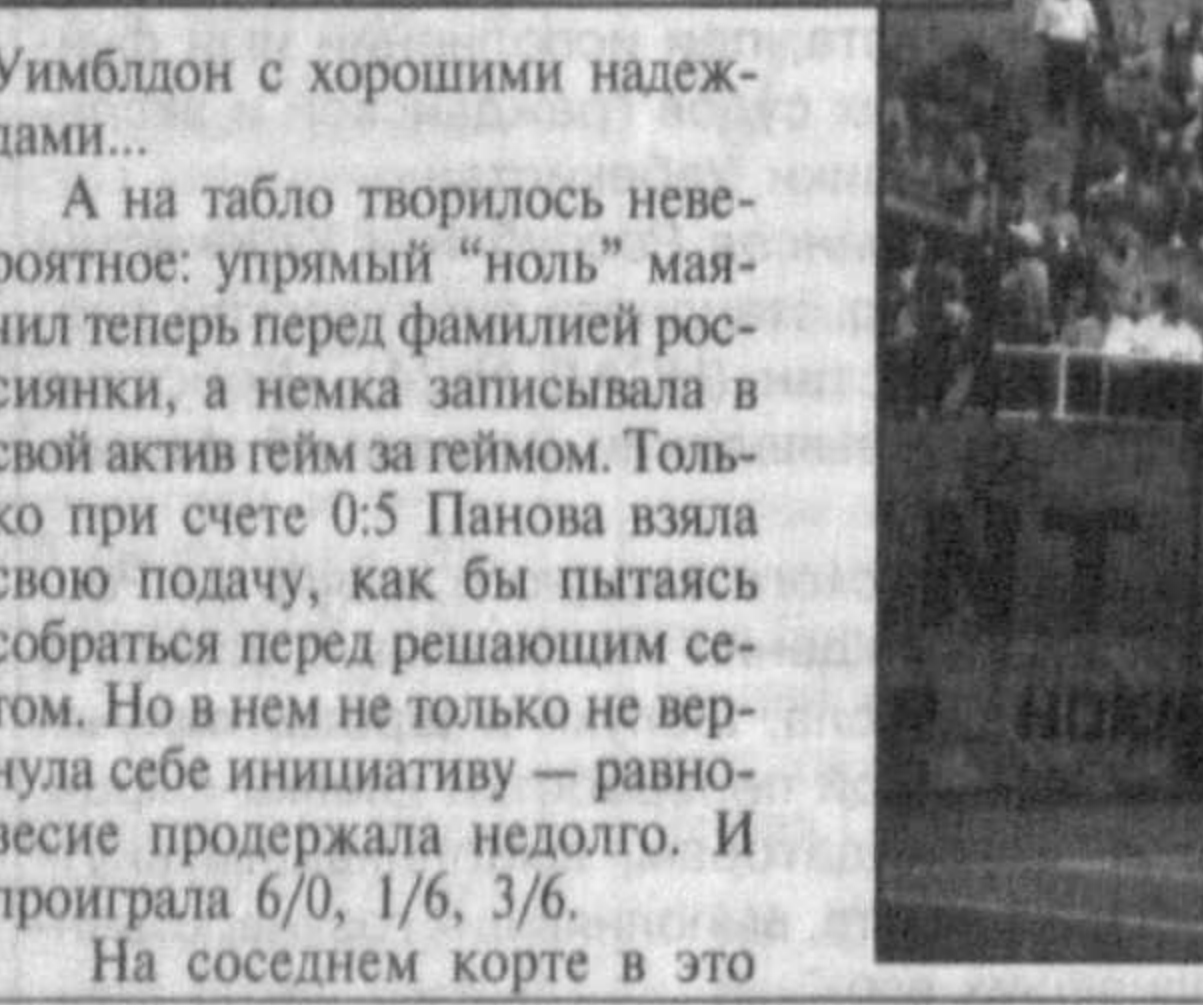 Уимблдон с хорошими надеж-
дами...
А на табло творилось неве-
роятное: упрямый “ноль” мая-
чил теперь перед фамилией рос-
сиянки, а немка записывала в
свой актив гейм за геймом. Толь-
ко при счете 0:5 Панова взяла
свою подачу, как бы пытаясь
собраться перед решающим се-
том. Но в нем не только не вер-
нула себе инициативу — равно-
весие продержала недолго. И
проиграла 6/0, 1/6, 3/6.
На соседнем корте в это